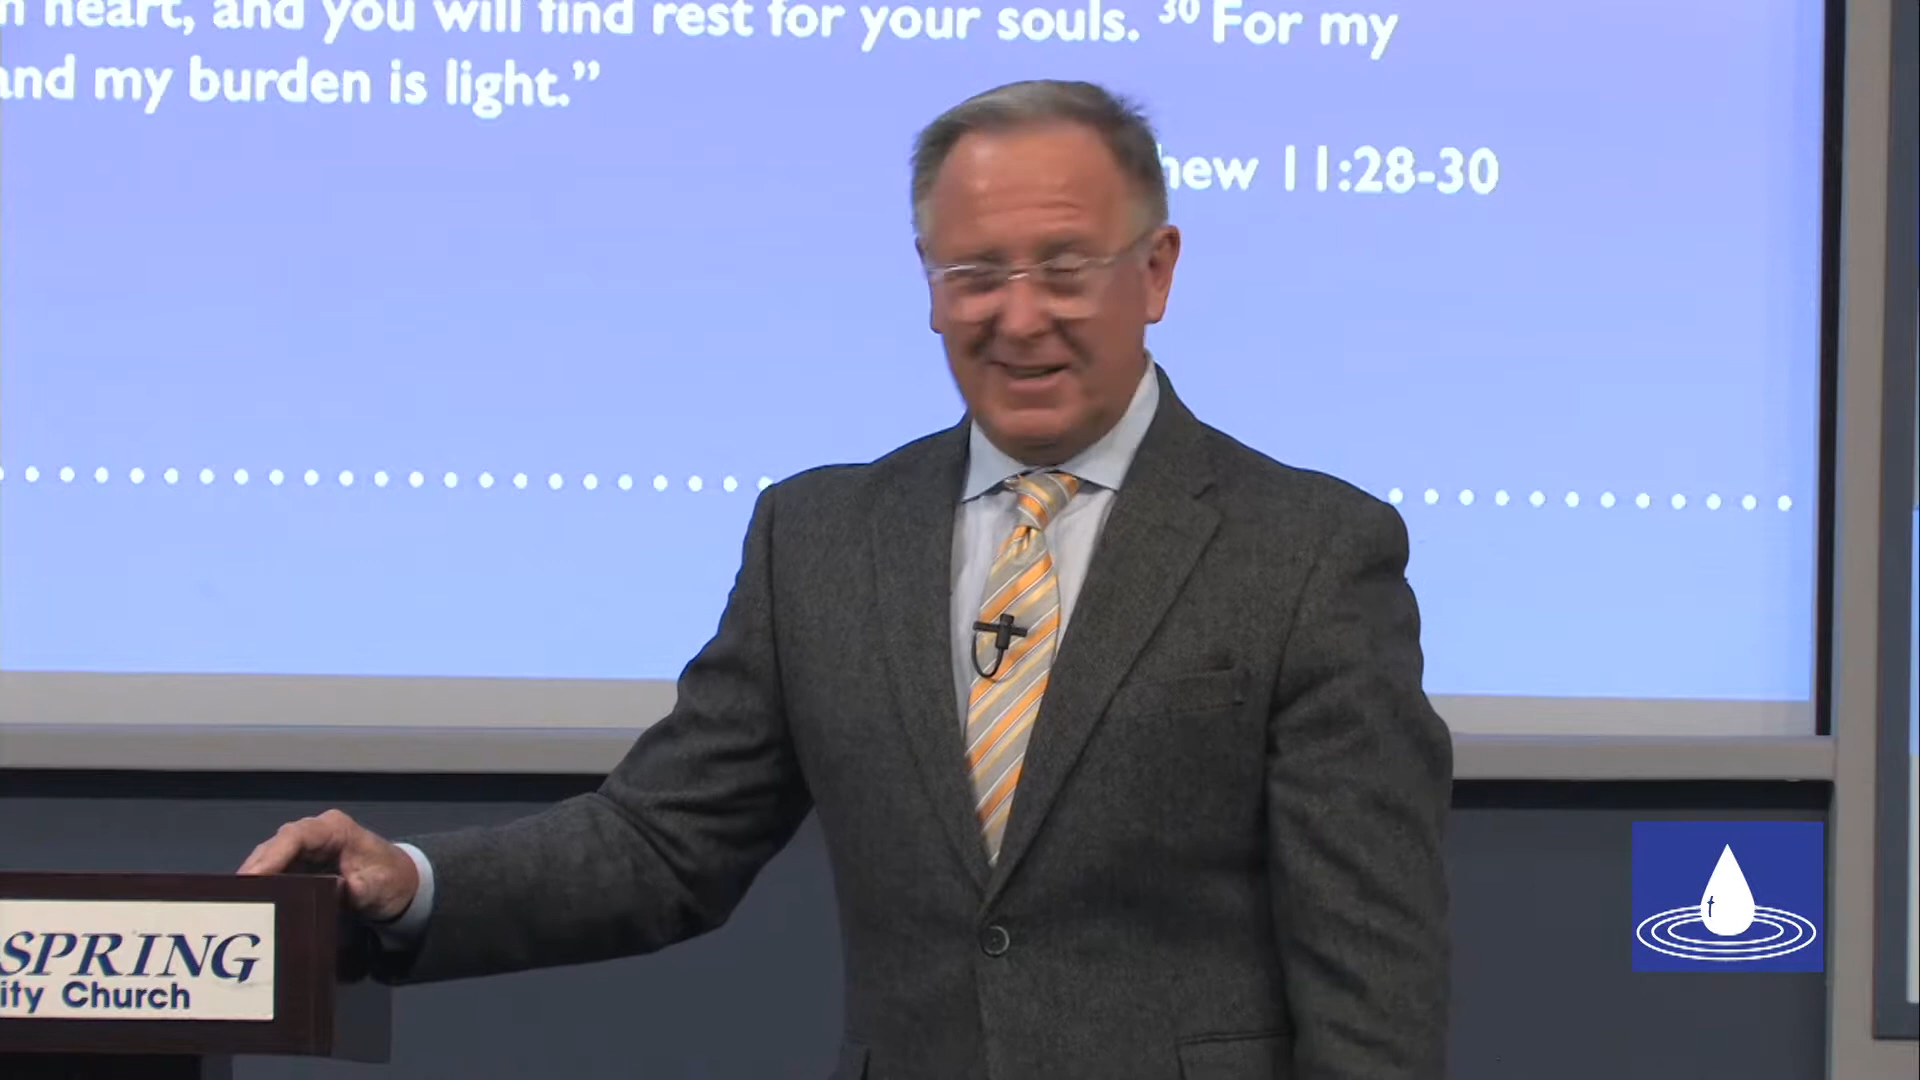 n heart, and you will find rest for your souls. 30 For my
and my burden is light.”
hew 11:28-30
SPRING
ity Church
t